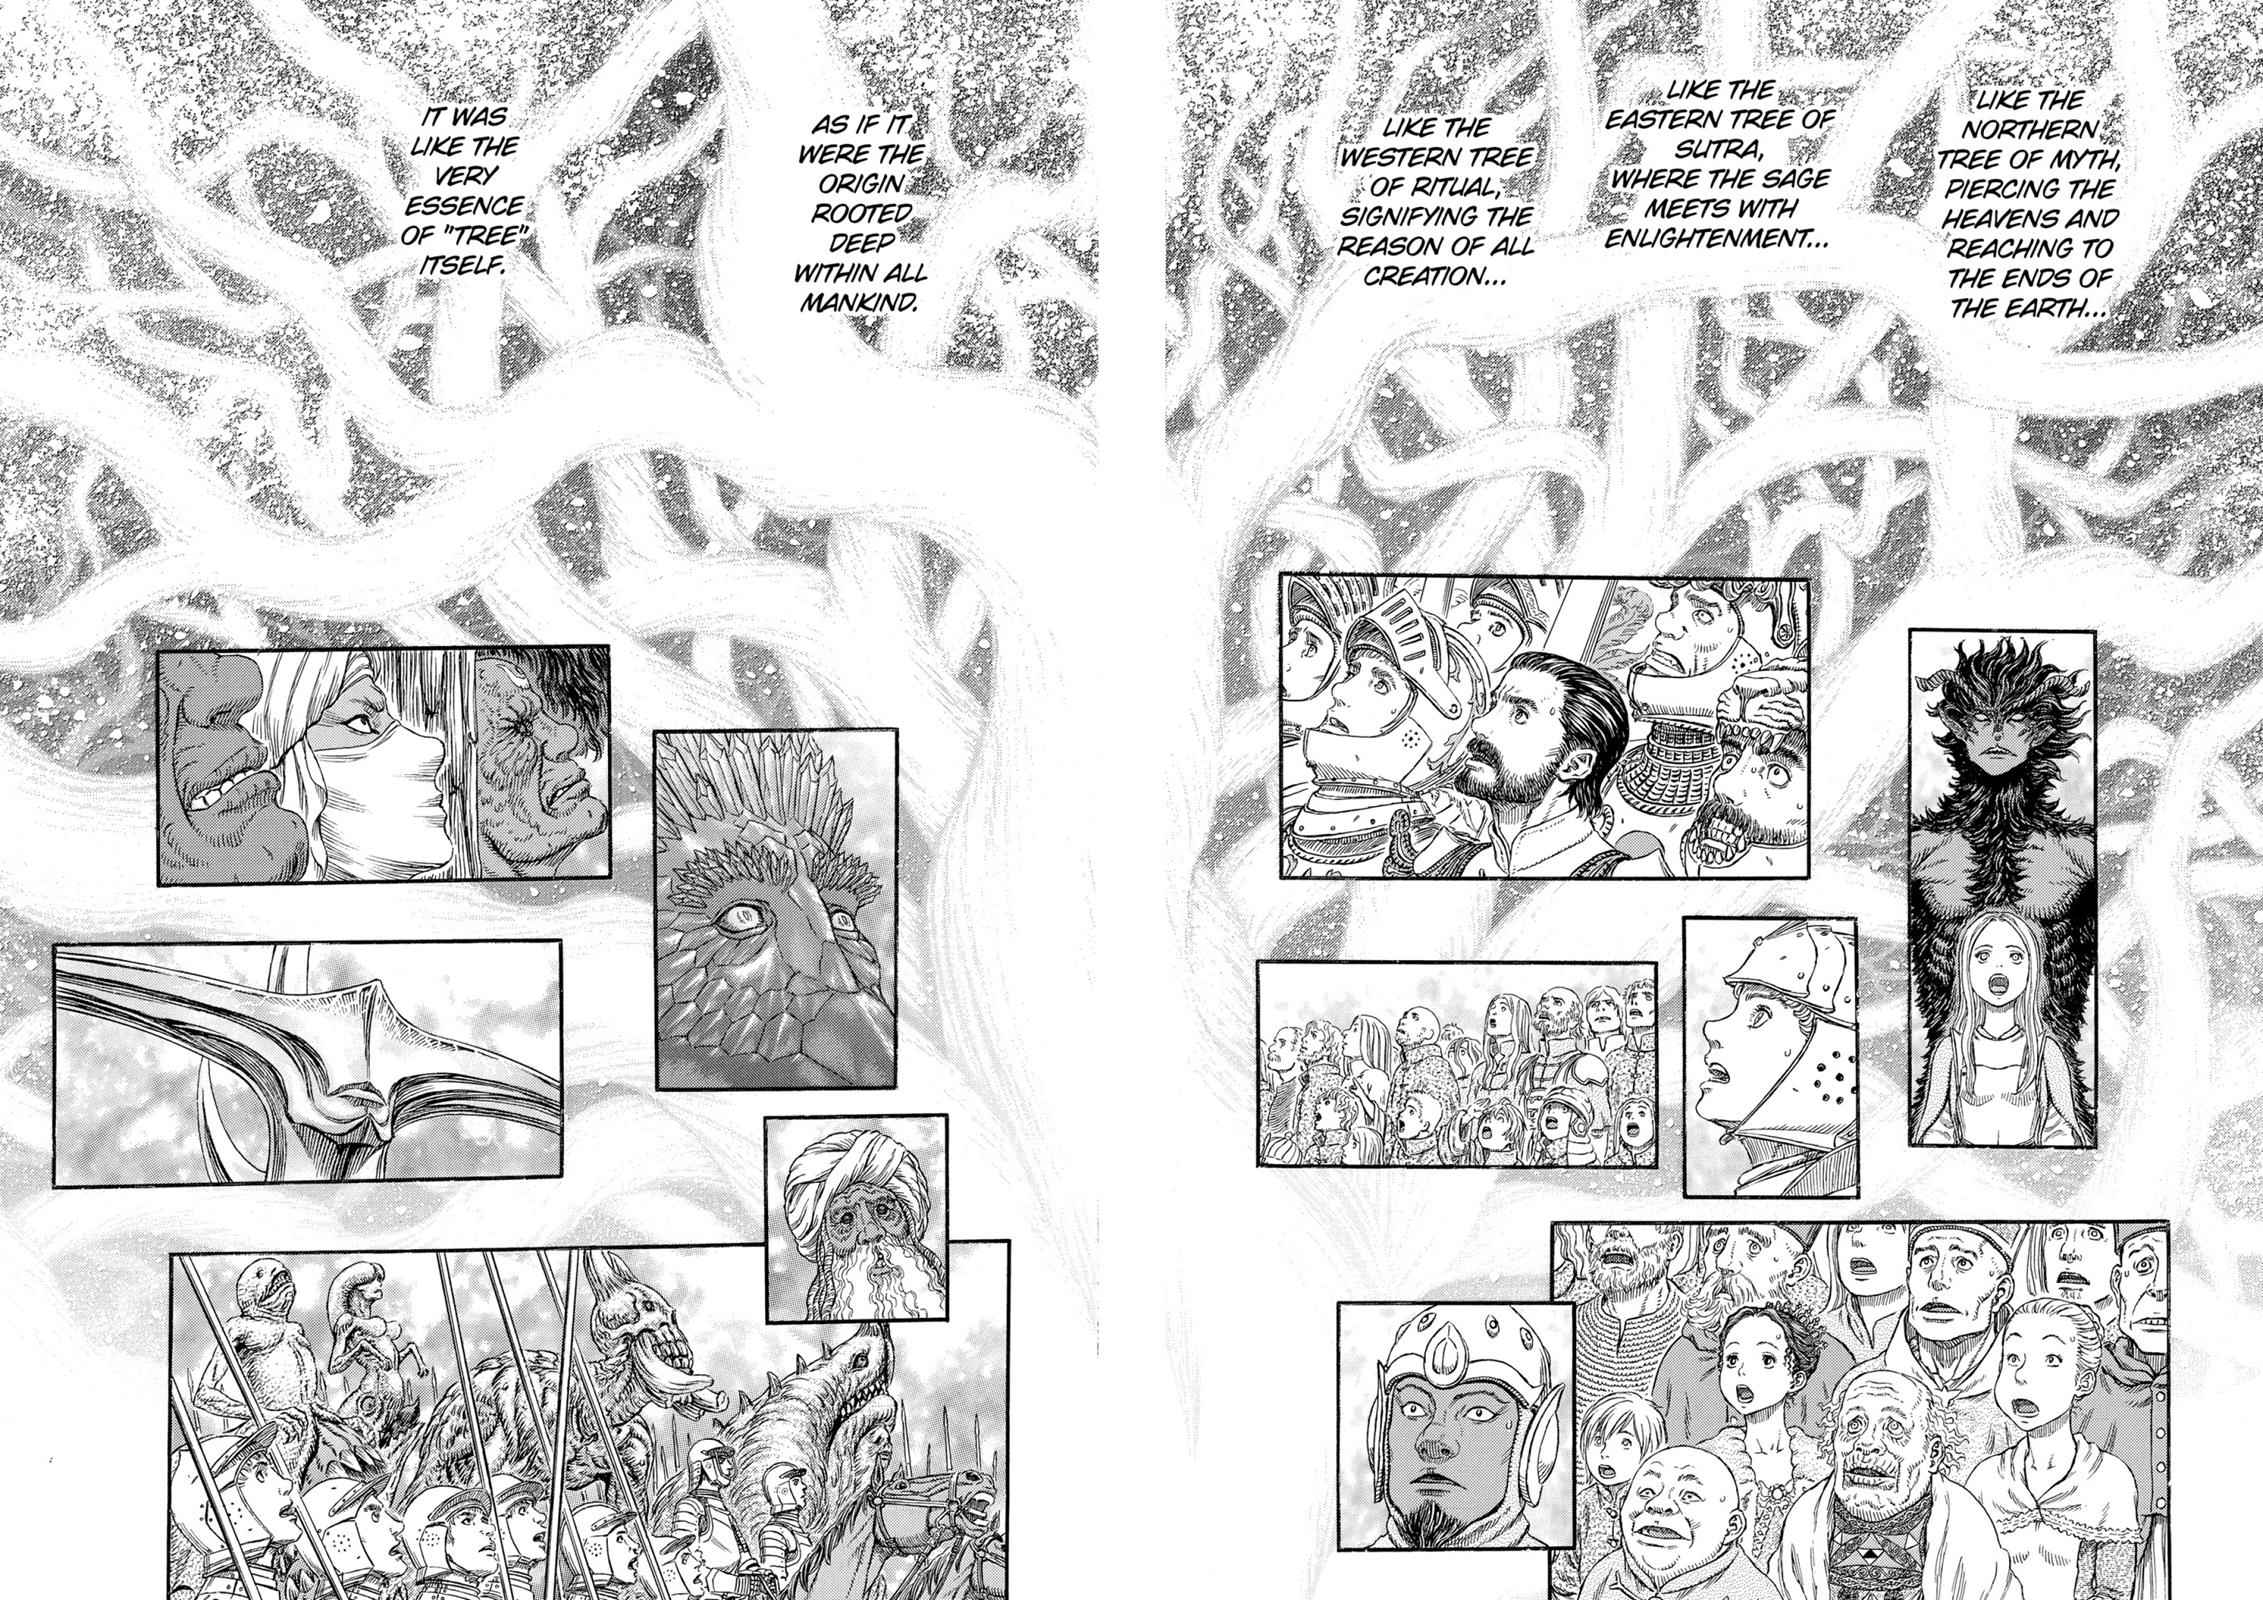 LIKE THE
NORTHERN
TREE OF MYTH,
PIERCING THE
HEAVENS AND
REACHING TO
THE ENDS OF
THE EARTH...
LIKE THE
EASTERN TREE OF
SUTRA,
WHERE THE SAGE
MEETS WITH
ENLIGHTENMENT...
LIKE THE
WESTERN TREE
OF RITUAL,
SIGNIFYING THE
REASON OF ALL
CREATION...
AS IF IT
WERE THE
ORIGIN
ROOTED
DEEP
WITHIN ALL
MANKIND.
IT WAS
LIKE THE
VERY
ESSENCE
OF "TREE"
ITSELF.